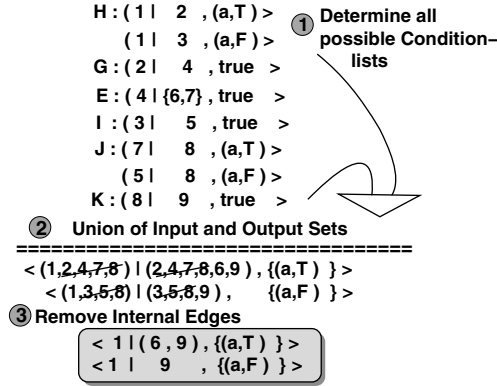 H : ( 1 | 2 , (a,T ) >
( 1 | 3 , (a,F ) >
G : ( 2 | 4 , true >
E : ( 4 | {6,7} , true >
I : ( 3 | 5 , true >
J : ( 7 | 8 , (a,T ) >
( 5 | 8 , (a,F ) >
K : ( 8 | 9 , true >
1 Determine all
possible Condition–
lists
2 Union of Input and Output Sets
==================================
< (1,2,4,7,8 ) | (2,4,7,8,6,9 ) , {(a,T ) } >
< (1,3,5,8) | (3,5,8,9 ) , {(a,F ) } >
3 Remove Internal Edges
< 1 | ( 6 , 9 ) , {(a,T ) } >
< 1 | 9 , {(a,F ) } >